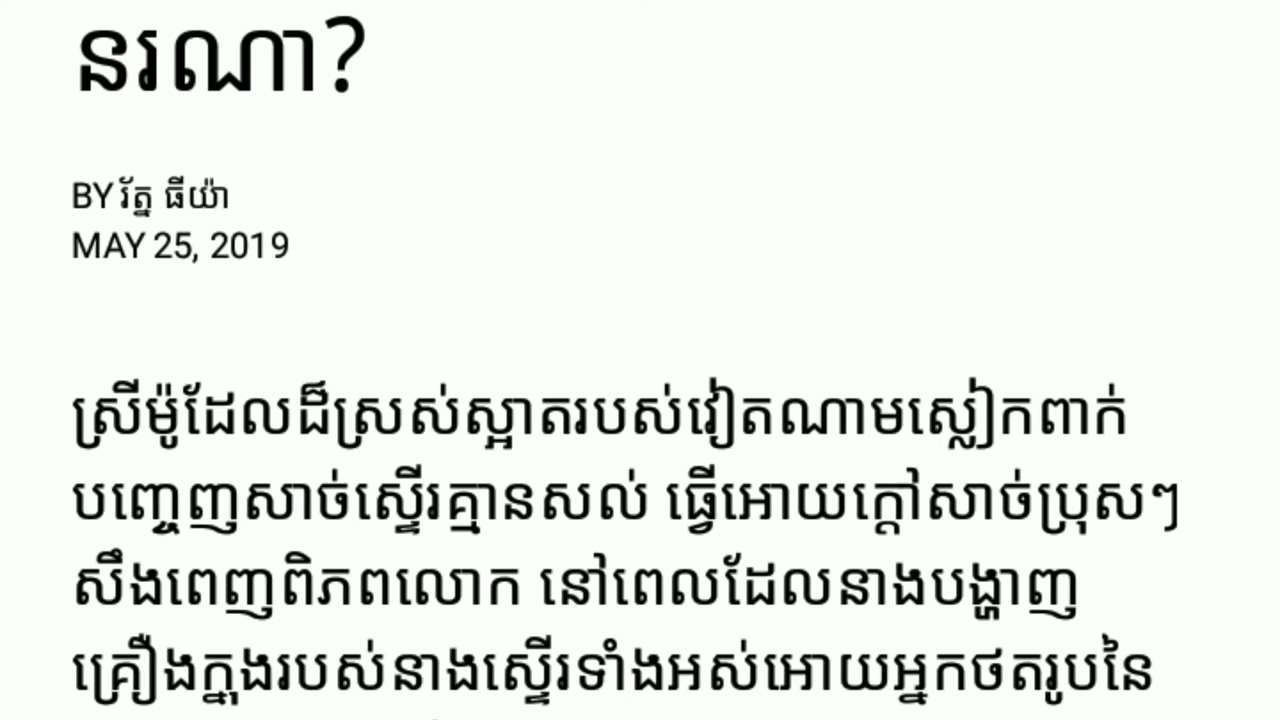 នរណា?
BY រ័ត្ន ធីយ៉ា
MAY 25, 2019
ស្រីម៉ូដែលដ៏ស្រស់ស្អាតរបស់វៀតណាមស្លៀកពាក់
បញ្ចេញសាច់ស្ទើរគ្មានសល់ ធ្វើអោយក្តៅសាច់ប្រុសៗ
សឹងពេញពិភពលោក នៅពេលដែលនាងបង្ហាញ
គ្រឿងក្នុងរបស់នាងស្ទើរទាំងអស់អោយអ្នកថតរូបនៃ